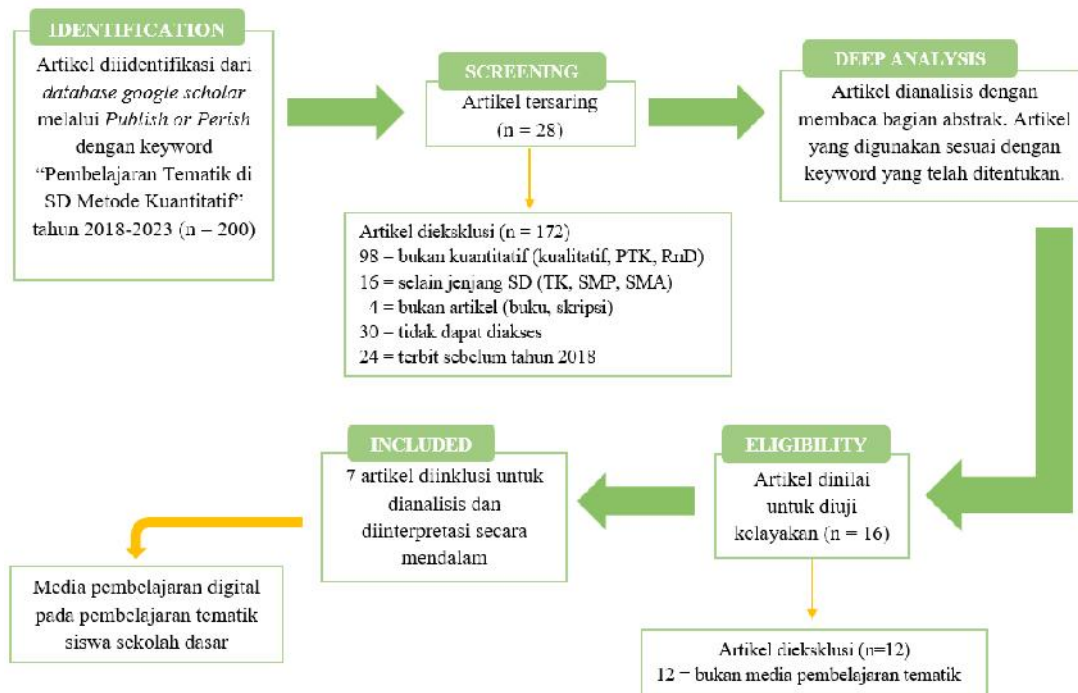 IDENTIFICATION
Artikel diiidentifikasi dari
database google scholar
melalui Publish or Perish
dengan keyword
“Pembelajaran Tematik di
SD Metode Kuantitatif”
tahun 2018-2023 (n – 200)
SCREENING
Artikel tersaring
(n = 28)
Artikel dieksklusi (n = 172)
98 – bukan kuantitatif (kualitatif, PTK, RnD)
16 = selain jenjang SD (TK, SMP, SMA)
4 = bukan artikel (buku, skripsi)
30 – tidak dapat diakses
24 = terbit sebelum tahun 2018
DEEP ANALYSIS
Artikel dianalisis dengan
membaca bagian abstrak. Artikel
yang digunakan sesuai dengan
keyword yang telah ditentukan.
ELIGIBILITY
Artikel dinilai
untuk diuji
kelayakan (n = 16)
Artikel dieksklusi (n=12)
12 = bukan media pembelajaran tematik
INCLUDED
7 artikel diinklusi untuk
dianalisis dan
diinterpretasi secara
mendalam
Media pembelajaran digital
pada pembelajaran tematik
siswa sekolah dasar